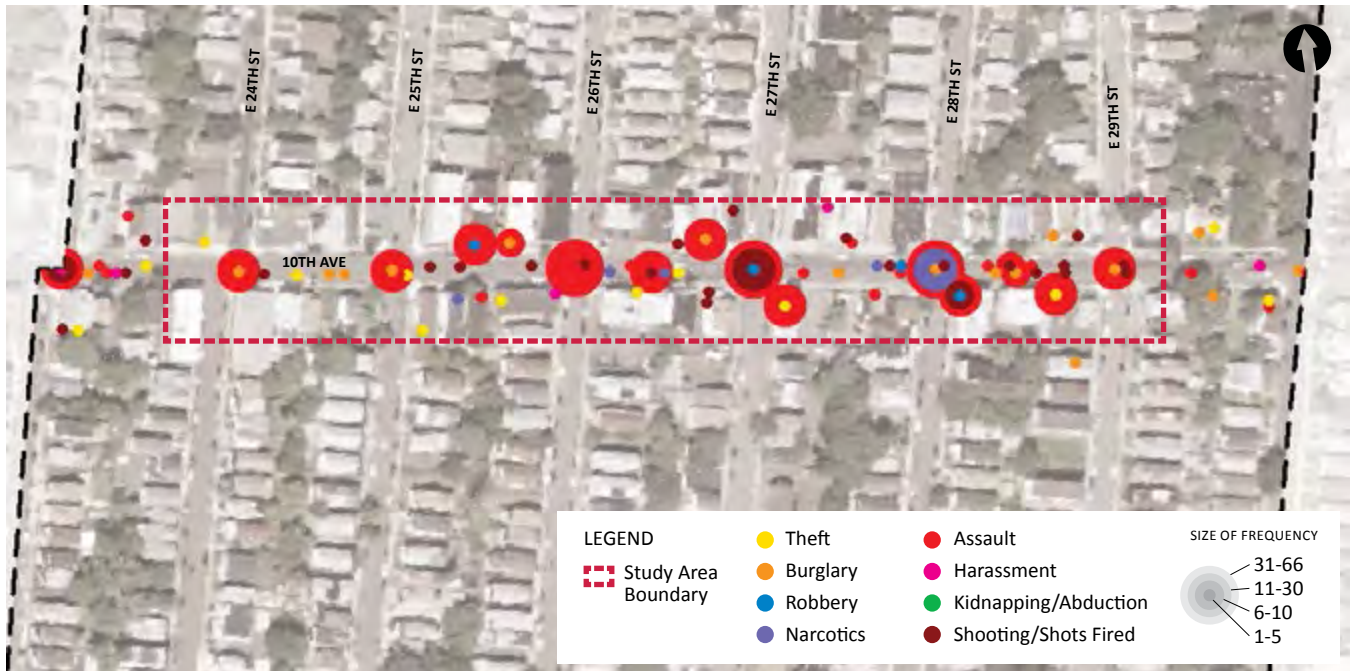 E 24TH ST
E 25TH ST
E 26TH ST
E 27TH ST
E 28TH ST
E 29TH ST
10TH AVE
LEGEND
Study Area
Boundary
Theft
Burglary
Robbery
Narcotics
Assault
Harassment
Kidnapping/Abduction
Shooting/Shots Fired
SIZE OF FREQUENCY
31-66
11-30
6-10
1-5